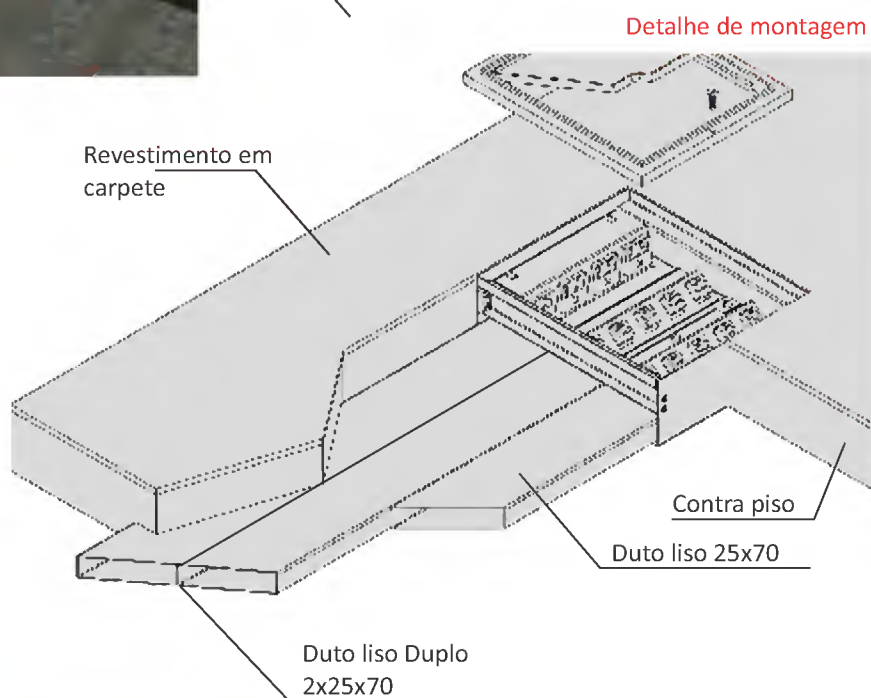 Detalhe de montagem
Revestimento em
carpete
Contra piso
Duto liso 25x70
Duto liso Duplo
2x25x70